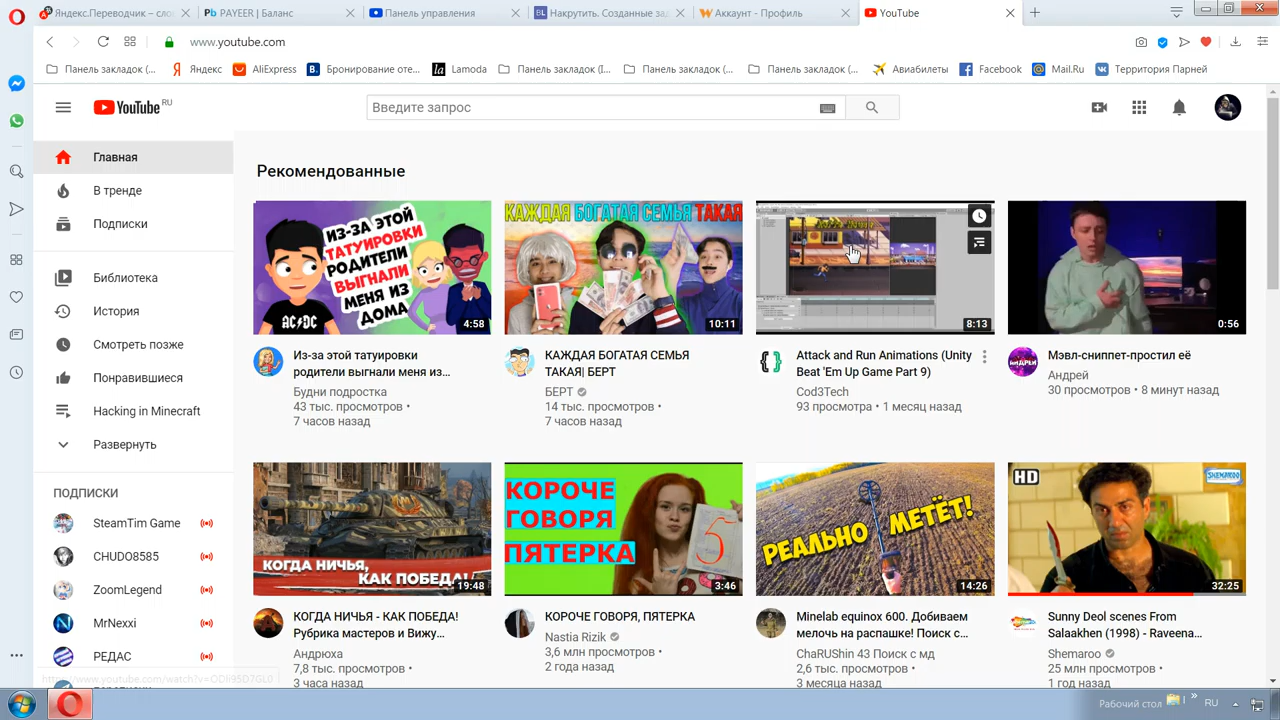 Яндекс.Переводчик – сло
PAYEER | Баланс
Панель управления
Накрутить. Созданные за
Аккаунт - Профиль
YouTube
www.youtube.com
Панель закладок (...
Яндекс
AliExpress
Бронирование оте...
Lamoda
Панель закладок (I...
Панель закладок (...
Панель закладок (...
Авиабилеты
Facebook
Mail.Ru
Территория Парней
YouTube RU
Введите запрос
Главная
В тренде
Подписки
Библиотека
История
Смотреть позже
Понравившиеся
Hacking in Minecraft
Развернуть
ПОДПИСКИ
SteamTim Game
CHUDO8585
ZoomLegend
MrNexxi
РЕДАС
Рекомендованные
ИЗ-ЗА ЭТОЙ
ТАТУИРОВКИ
РОДИТЕЛИ
ВЫГНАЛИ
МЕНЯ ИЗ
ДОМА
AC/DC
4:58
Из-за этой татуировки
родители выгнали меня из...
Будни подростка
43 тыс. просмотров •
7 часов назад
КАЖДАЯ БОГАТАЯ СЕМЬЯ ТАКАЯ
10:11
КАЖДАЯ БОГАТАЯ СЕМЬЯ
ТАКАЯ| БЕРТ
БЕРТ
14 тыс. просмотров •
7 часов назад
8:13
Attack and Run Animations (Unity
Beat 'Em Up Game Part 9)
Cod3Tech
93 просмотра • 1 месяц назад
0:56
Мэвл-сниппет-простил её
Андрей
30 просмотров • 8 минут назад
КОГДА НИЧЬЯ,
КАК ПОБЕДА!
19:48
КОГДА НИЧЬЯ - КАК ПОБЕДА!
Рубрика мастеров и Вижу...
Андрюха
7,8 тыс. просмотров •
3 часа назад
КОРОЧЕ
ГОВОРЯ
ПЯТЕРКА
5
3:46
КОРОЧЕ ГОВОРЯ, ПЯТЕРКА
Nastia Rizik
3,6 млн просмотров •
2 года назад
РЕАЛЬНО МЕТЁТ!
14:26
Minelab equinox 600. Добиваем
мелочь на распашке! Поиск с...
ChaRUShin 43 Поиск с мд
2,6 тыс. просмотров •
3 месяца назад
HD
SHEMAROO
32:25
Sunny Deol scenes From
Salaakhen (1998) - Raveena...
Shemaroo
25 млн просмотров •
1 год назад
Рабочий стол
RU